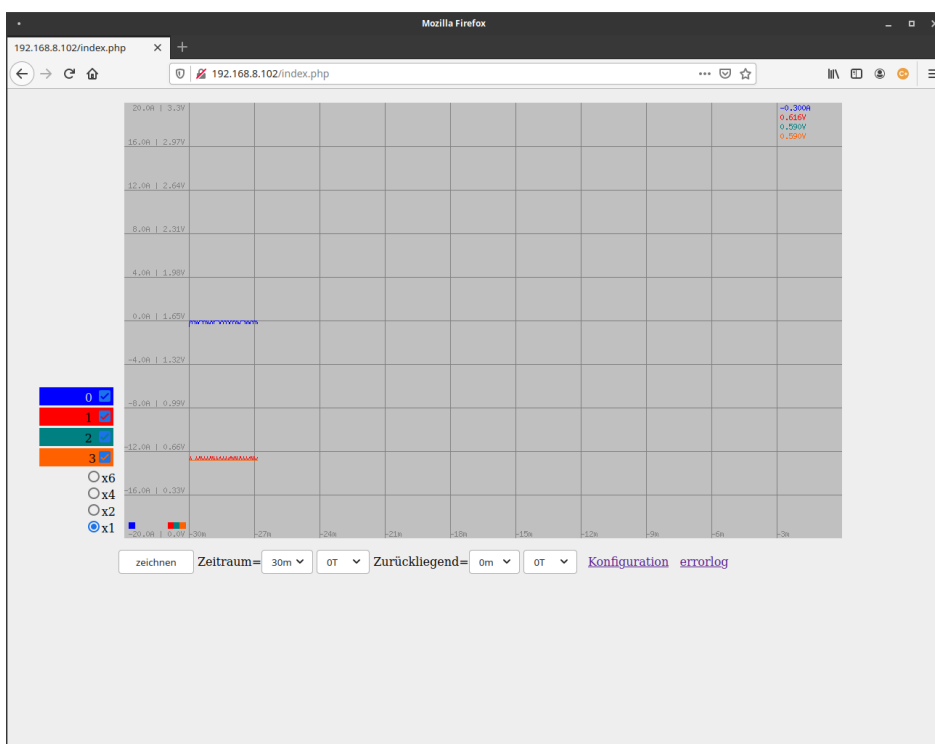 Mozilla Firefox
192.168.8.102/index.php
192.168.8.102/index.php
20.0A | 3.3V
-0.300A
0.616V
0.590V
0.590V
16.0A | 2.97V
12.0A | 2.64V
8.0A | 2.31V
4.0A | 1.98V
0.0A | 1.65V
-4.0A | 1.32V
-8.0A | 0.99V
-12.0A | 0.66V
-16.0A | 0.33V
-20.0A | 0.0V -30m -27m -24m -21m -18m -15m -12m -9m -6m -3m
0
1
2
3
x6
x4
x2
x1
zeichnen Zeitraum= 30m 0T Zurückliegend= 0m 0T Konfiguration errorlog